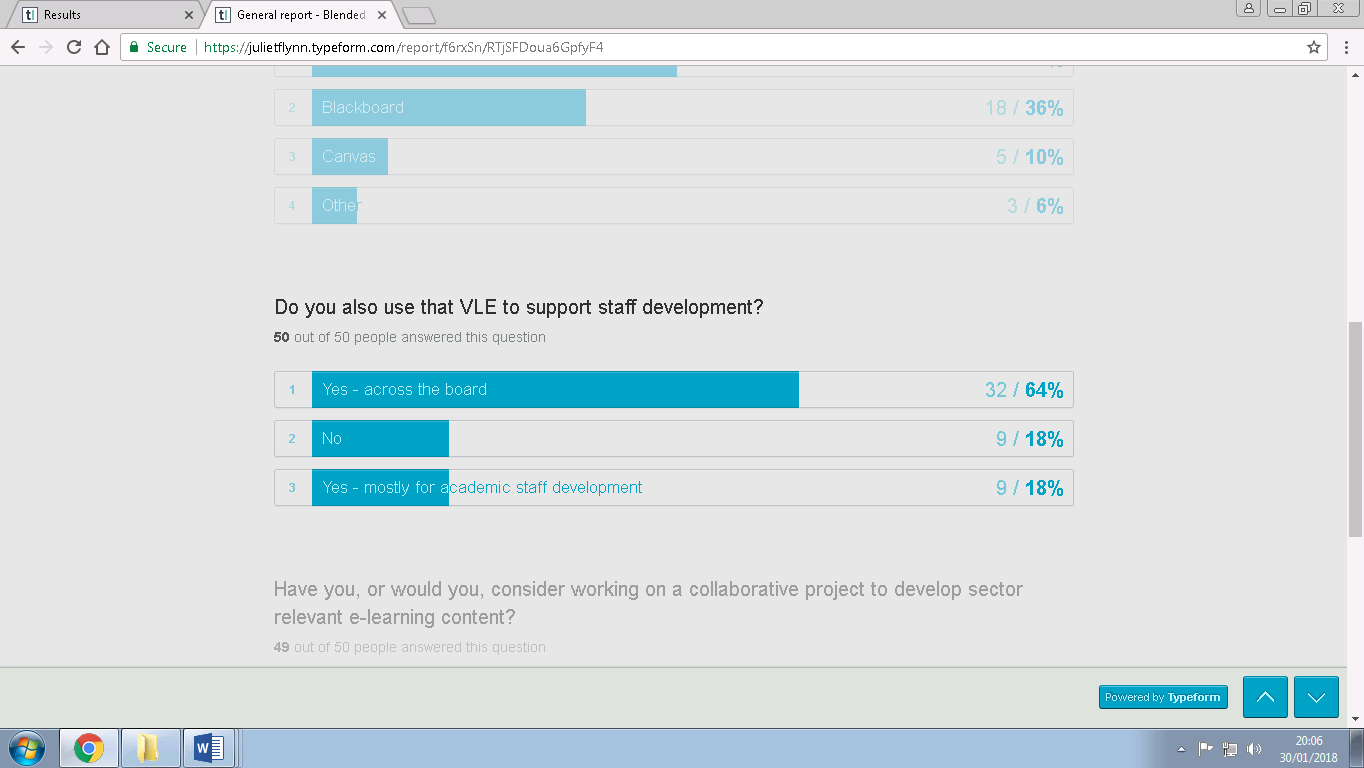 Results
General report - Blended
Secure https://julietflynn.typeform.com/report/f6rxSn/RTjSFDoua6GpfyF4
2 Blackboard 18 / 36%
3 Canvas 5 / 10%
4 Other 3 / 6%
Do you also use that VLE to support staff development?
50 out of 50 people answered this question
1 Yes - across the board 32 / 64%
2 No 9 / 18%
3 Yes - mostly for academic staff development 9 / 18%
Have you, or would you, consider working on a collaborative project to develop sector
relevant e-learning content?
49 out of 50 people answered this question
Powered by Typeform
20:06
30/01/2018